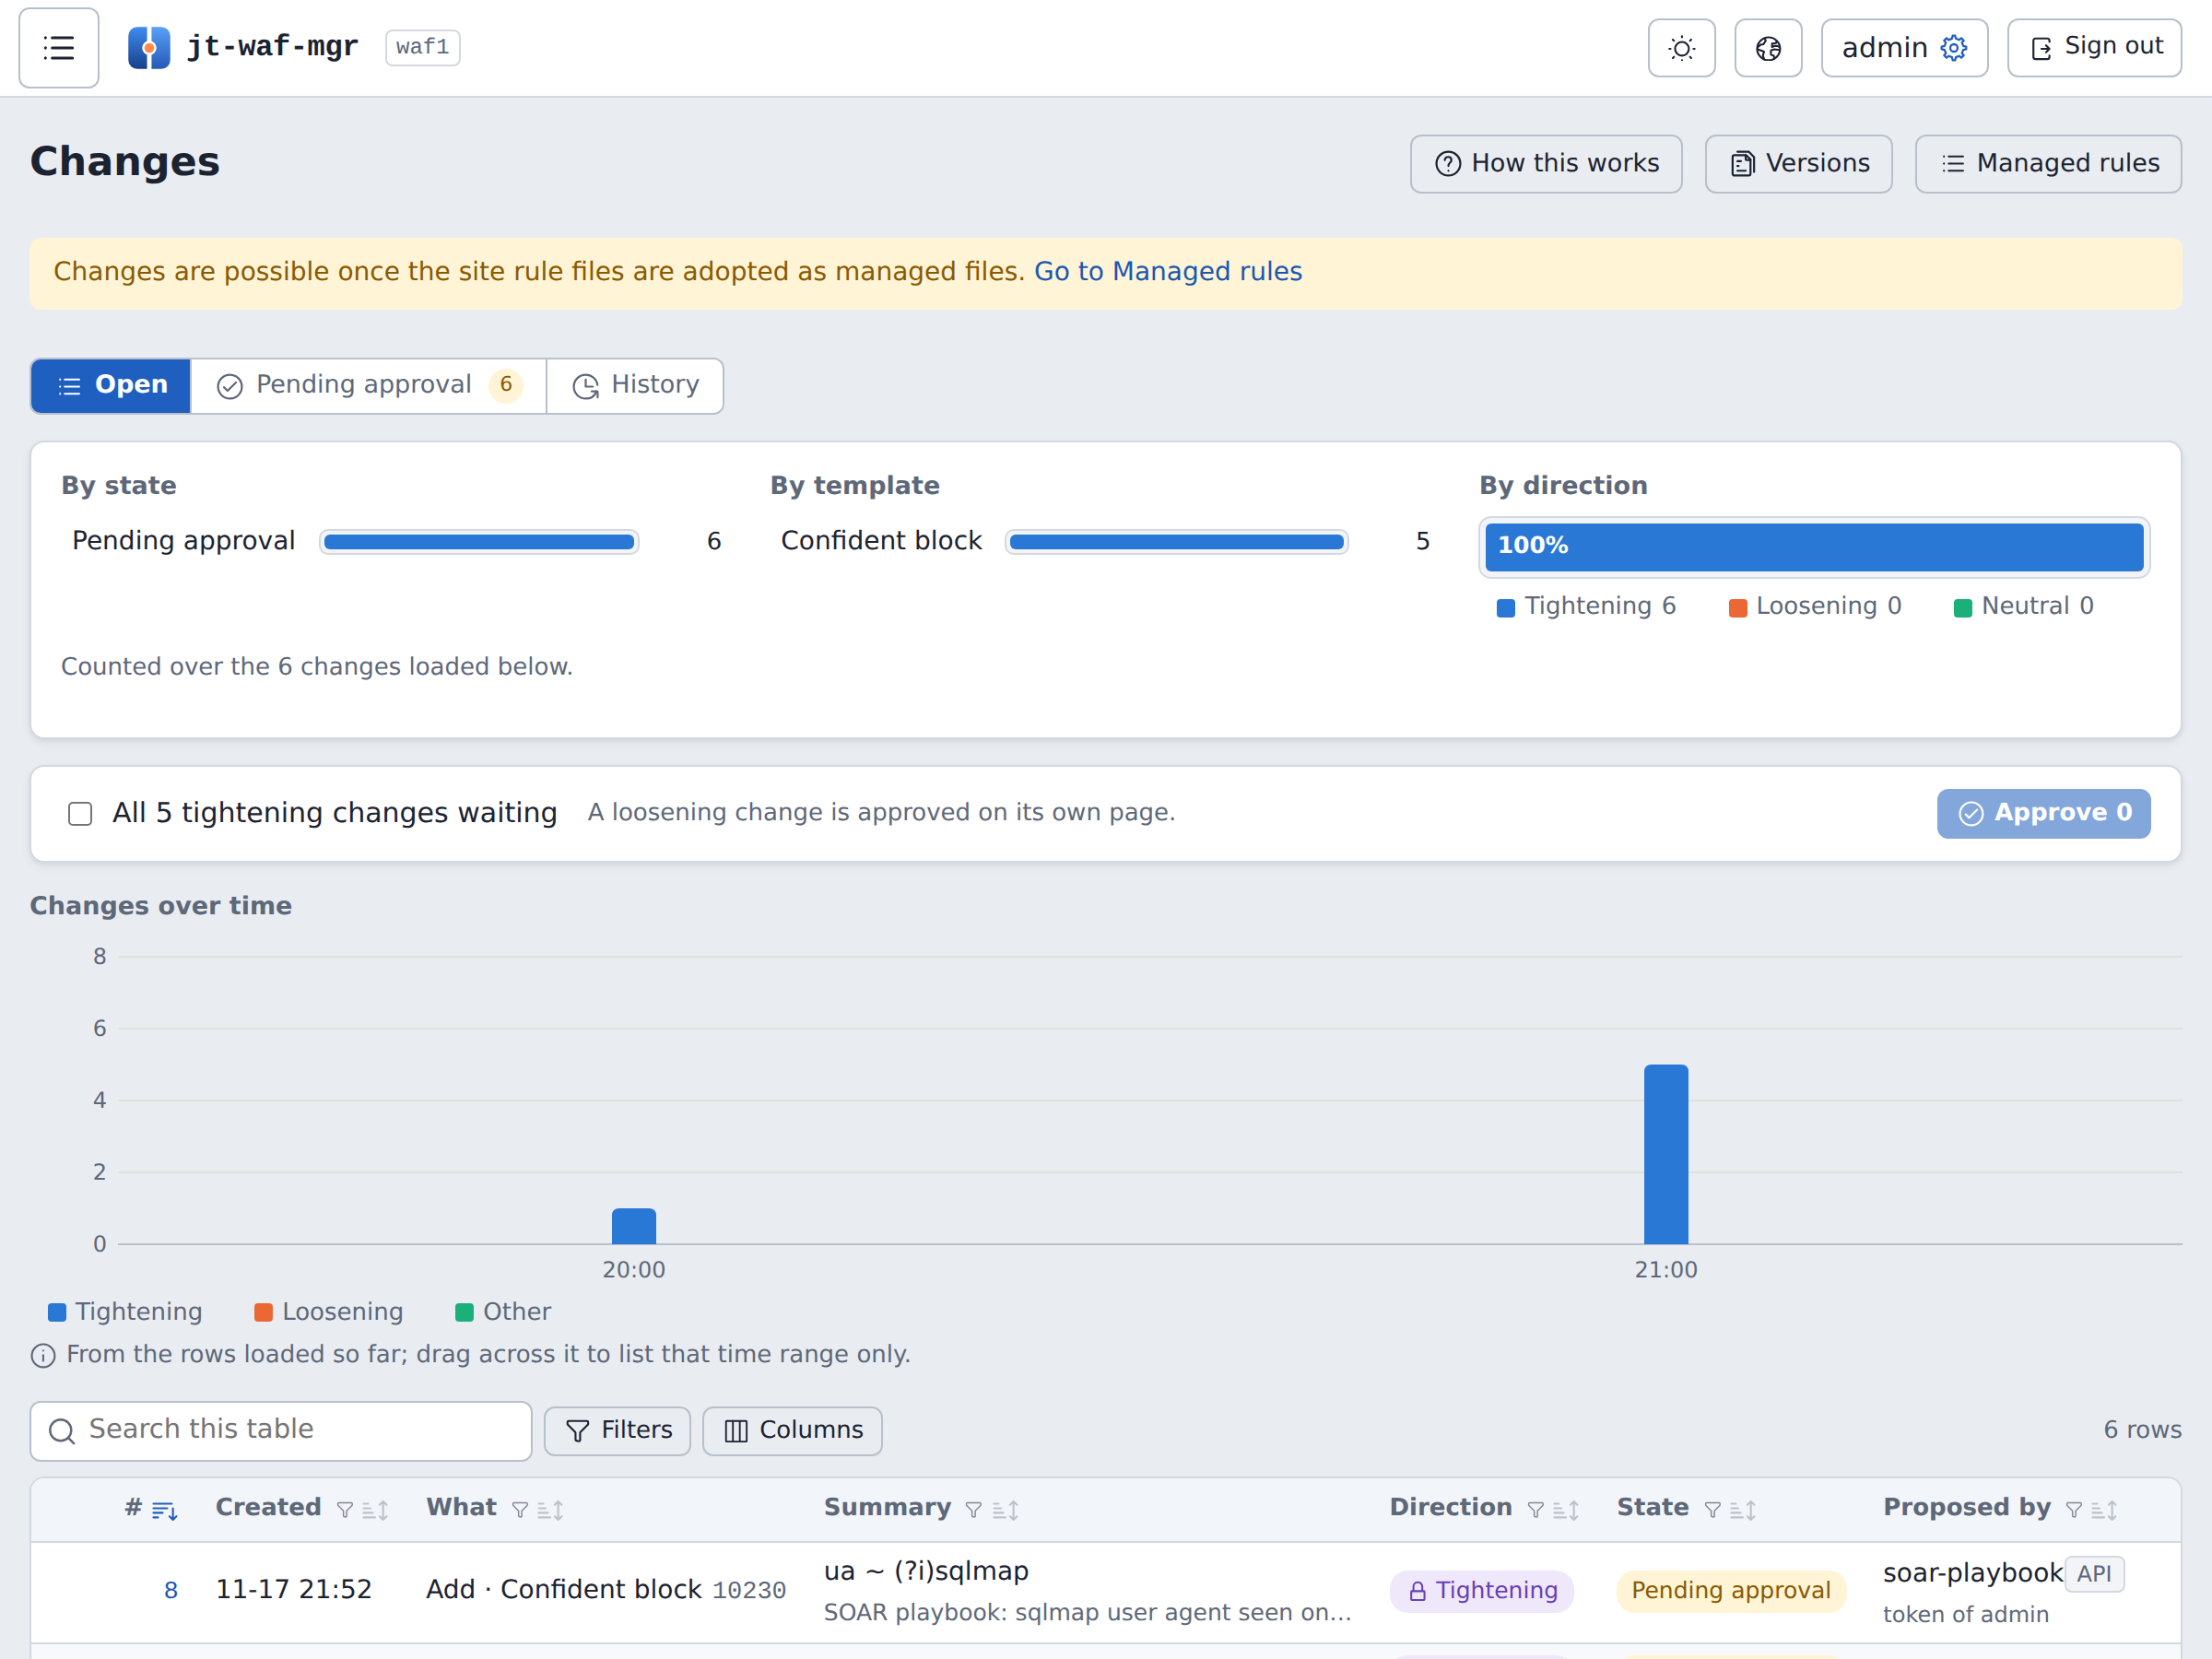 jt-waf-mgr waf1 admin Sign out
Changes How this works Versions Managed rules
Changes are possible once the site rule files are adopted as managed files. Go to Managed rules
Open Pending approval 6 History
By state By template By direction
Pending approval 6 Confident block 5 100%
Tightening 6 Loosening 0 Neutral 0
Counted over the 6 changes loaded below.
All 5 tightening changes waiting A loosening change is approved on its own page. Approve 0
Changes over time
8
6
4
2
0
20:00 21:00
Tightening Loosening Other
From the rows loaded so far; drag across it to list that time range only.
Search this table Filters Columns 6 rows
# Created What Summary Direction State Proposed by
8 11-17 21:52 Add · Confident block 10230 ua ~ (?i)sqlmap Tightening Pending approval soar-playbook API
SOAR playbook: sqlmap user agent seen on… token of admin